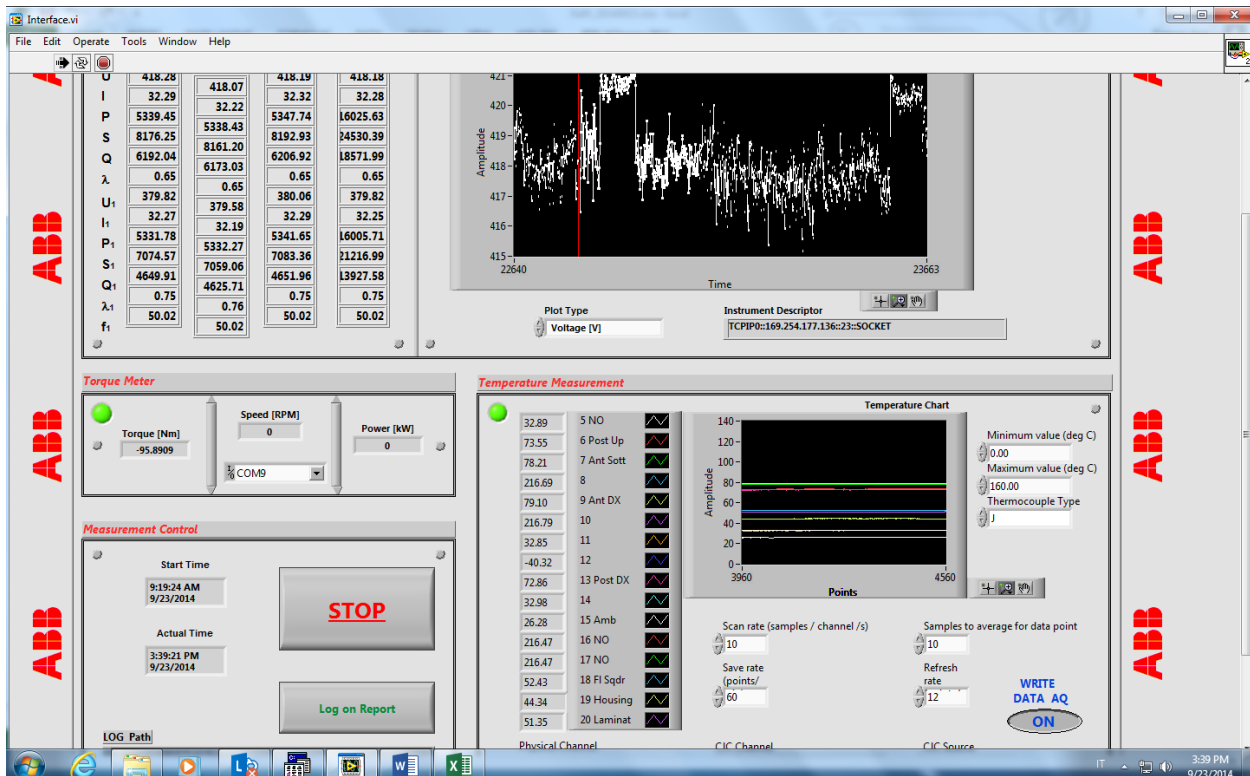 Interface.vi
File Edit Operate Tools Window Help
2
ABB
ABB
ABB
ABB
ABB
ABB
ABB
ABB
U 418.28 418.07 418.19 418.18
I 32.29 32.22 32.32 32.28
P 5339.45 5338.43 5347.74 16025.63
S 8176.25 8161.20 8192.93 24530.39
Q 6192.04 6173.03 6206.92 18571.99
λ 0.65 0.65 0.65 0.65
U1 379.82 379.58 380.06 379.82
I1 32.27 32.19 32.29 32.25
P1 5331.78 5332.27 5341.65 16005.71
S1 7074.57 7059.06 7083.36 21216.99
Q1 4649.91 4625.71 4651.96 13927.58
λ1 0.75 0.76 0.75 0.75
f1 50.02 50.02 50.02 50.02
Amplitude
421
420
419
418
417
416
415
22640 23663
Time
Plot Type
Voltage [V]
Instrument Descriptor
TCPIP0::169.254.177.136::23::SOCKET
Torque Meter
Torque [Nm]
-95.8909
Speed [RPM]
0
COM9
Power [kW]
0
Measurement Control
Start Time
9:19:24 AM
9/23/2014
Actual Time
3:39:21 PM
9/23/2014
STOP
Log on Report
LOG Path
Temperature Measurement
32.89 5 NO
73.55 6 Post Up
78.21 7 Ant Sott
216.69 8
79.10 9 Ant DX
216.79 10
32.85 11
-40.32 12
72.86 13 Post DX
32.98 14
26.28 15 Amb
216.47 16 NO
216.47 17 NO
52.43 18 Fl Sqdr
44.34 19 Housing
51.35 20 Laminat
Temperature Chart
Amplitude
140
120
100
80
60
40
20
0
3960 4560
Points
Minimum value (deg C)
0.00
Maximum value (deg C)
160.00
Thermocouple Type
J
Scan rate (samples / channel /s)
10
Samples to average for data point
10
Save rate
(points/
60
Refresh
rate
12
WRITE
DATA AQ
ON
Physical Channel CJC Channel CJC Source
IT 3:39 PM
9/23/2014